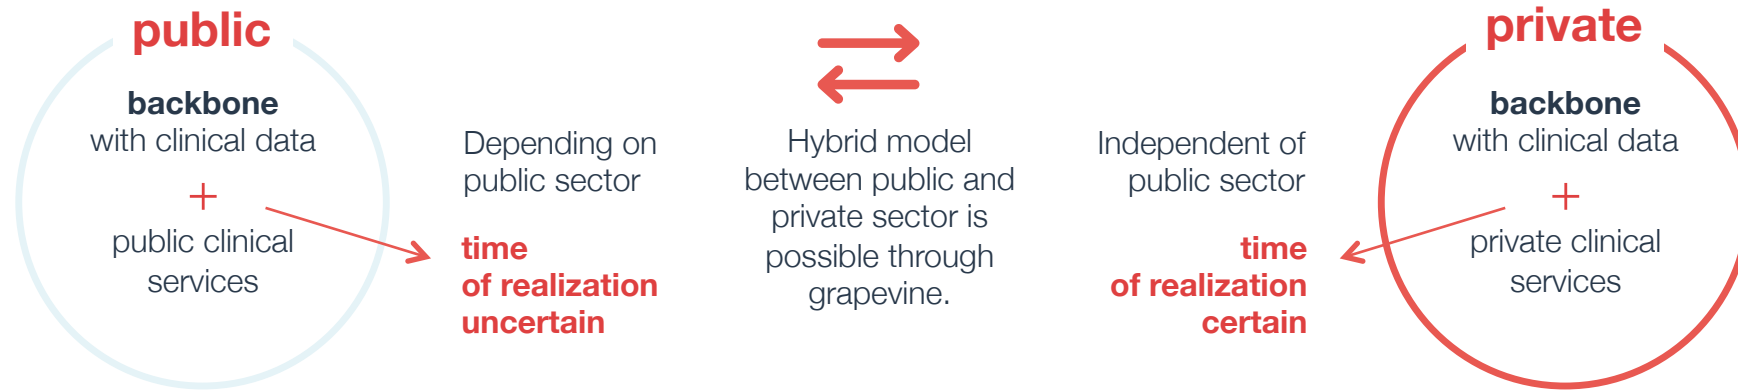 public
backbone
with clinical data
+
public clinical
services
Depending on
public sector
time
of realization
uncertain
Hybrid model
between public and
private sector is
possible through
grapevine.
Independent of
public sector
time
of realization
certain
private
backbone
with clinical data
+
private clinical
services